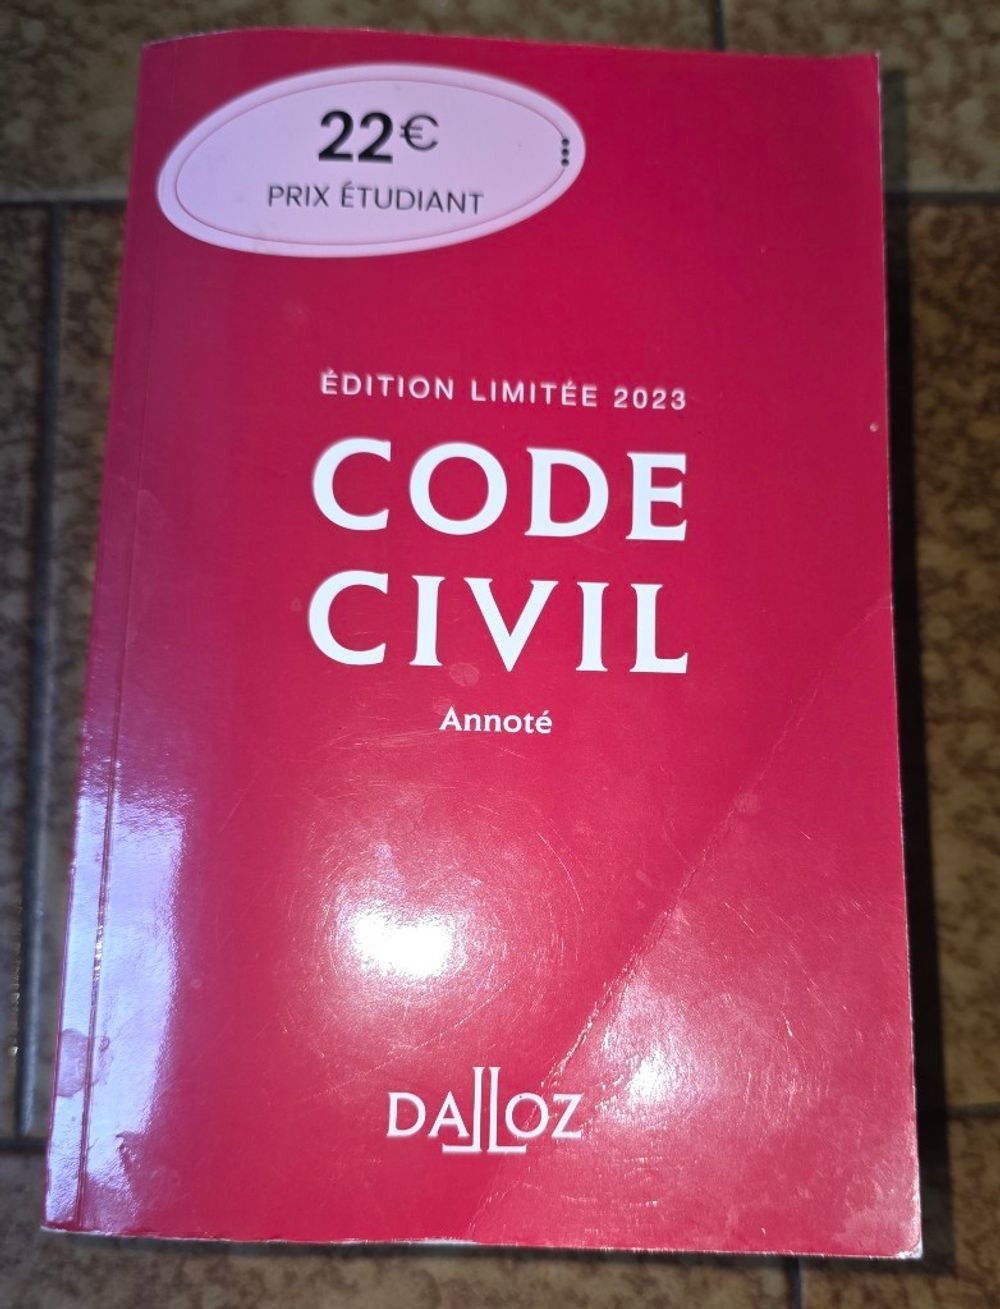 22€
PRIX ÉTUDIANT
ÉDITION LIMITÉE 2023
CODE
CIVIL
Annoté
DALLOZ